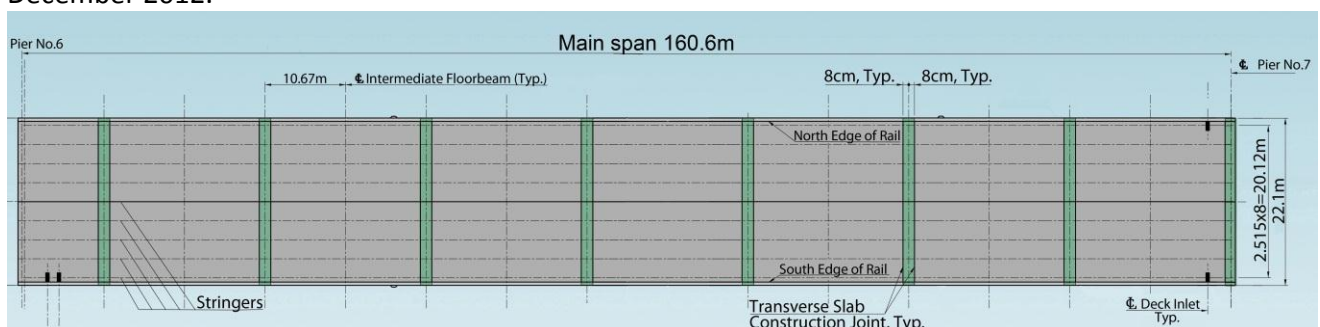 December 2012.
Pier No.6
Main span 160.6m
℄ Pier No.7
10.67m
℄ Intermediate Floorbeam (Typ.)
8cm, Typ.
8cm, Typ.
North Edge of Rail
2.515x8=20.12m
22.1m
South Edge of Rail
Stringers
Transverse Slab
Construction Joint, Typ.
℄ Deck Inlet
Typ.